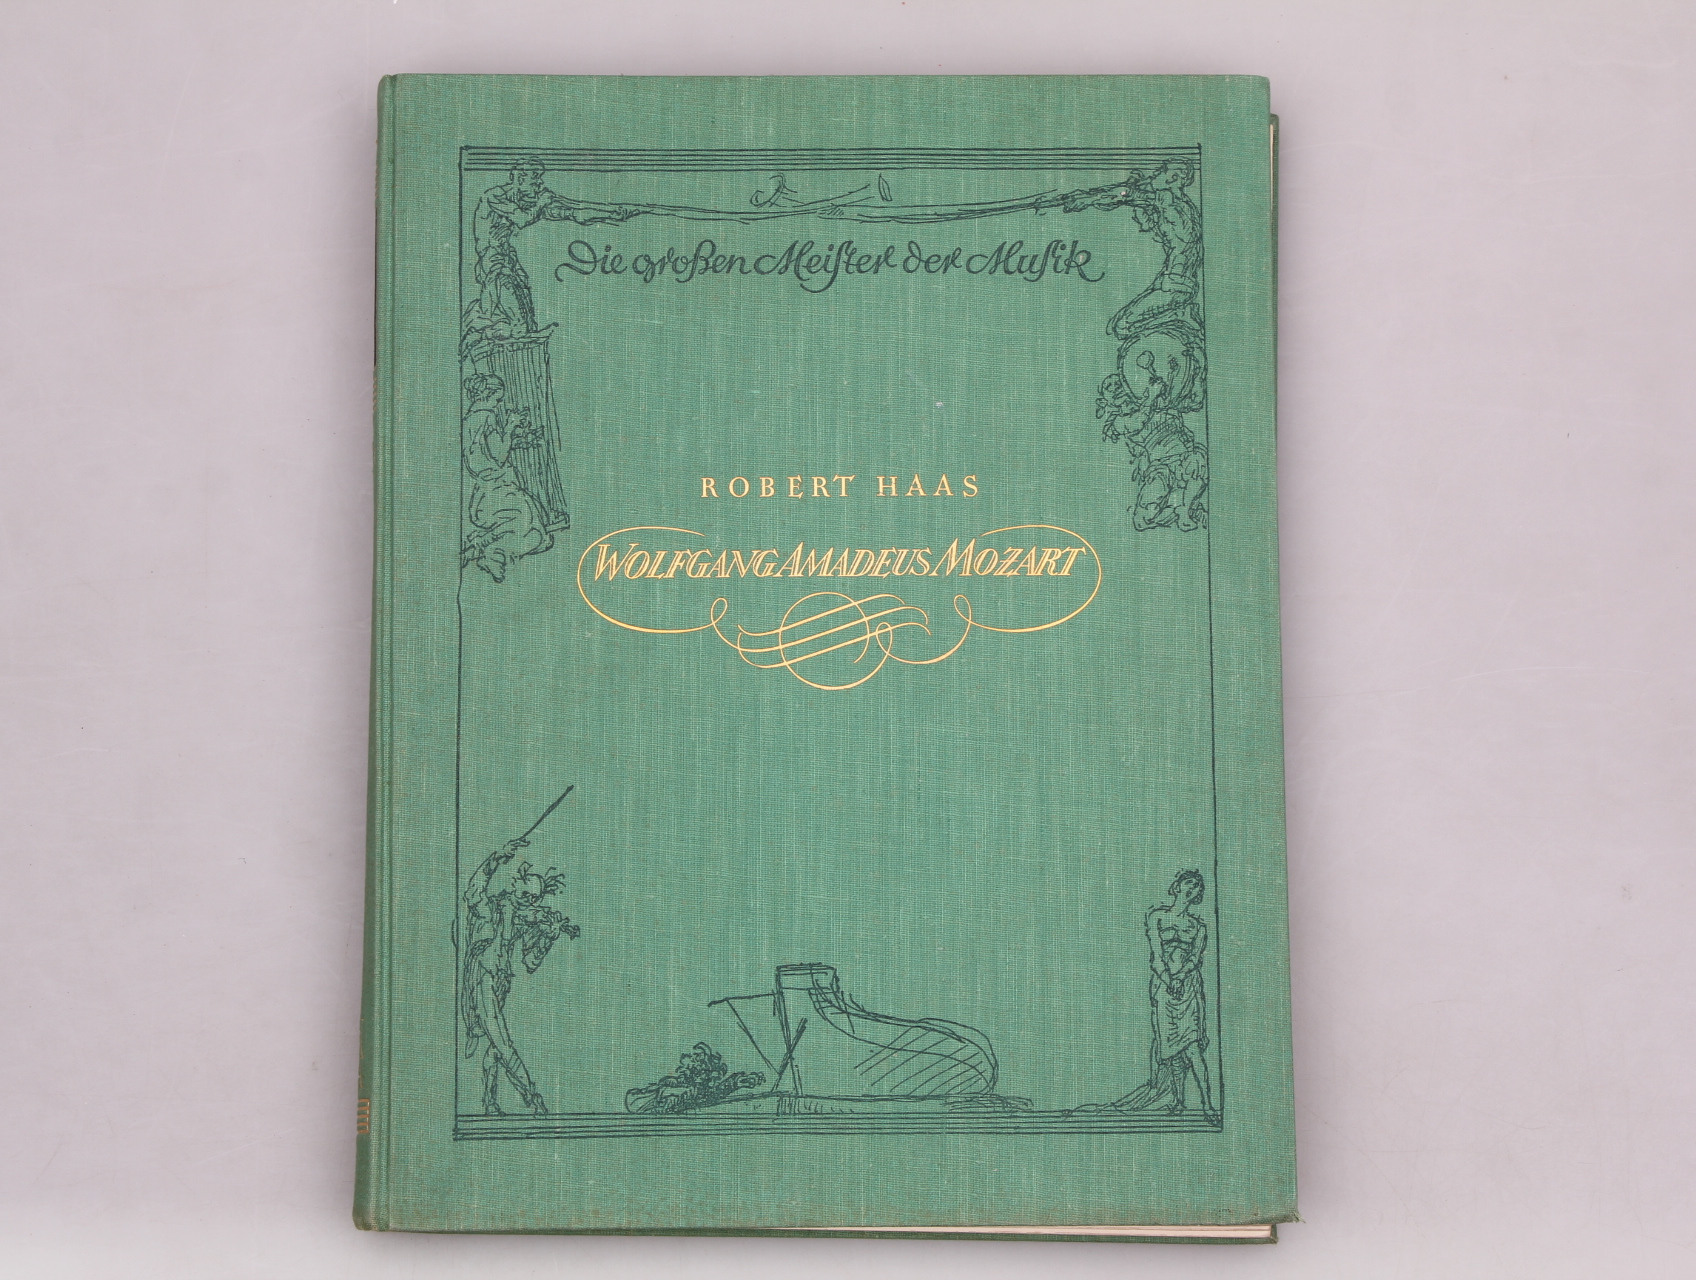 Die großen Meiſter der Muſik
ROBERT HAAS
WOLFGANG AMADEUS MOZART